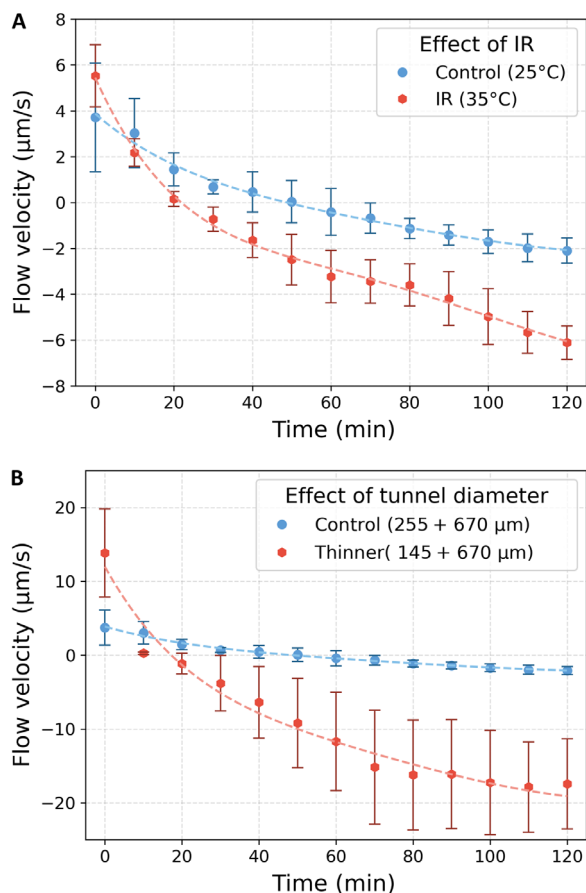 A
Effect of IR
Control (25°C)
IR (35°C)
Flow velocity (μm/s)
8
6
4
2
0
−2
−4
−6
−8
0 20 40 60 80 100 120
Time (min)
B
Effect of tunnel diameter
Control (255 + 670 μm)
Thinner( 145 + 670 μm)
Flow velocity (μm/s)
20
10
0
−10
−20
0 20 40 60 80 100 120
Time (min)